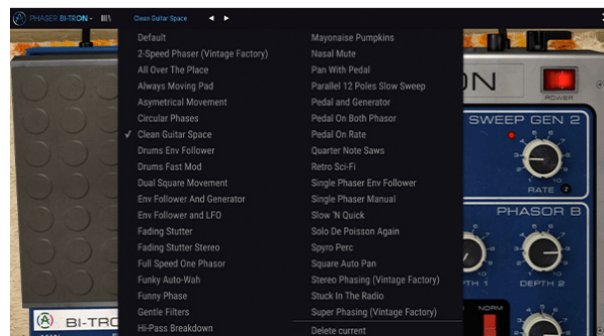 PHASER BI-TRON
Clean Guitar Space
Default
2-Speed Phaser (Vintage Factory)
All Over The Place
Always Moving Pad
Asymetrical Movement
Circular Phases
✓ Clean Guitar Space
Drums Env Follower
Drums Fast Mod
Dual Square Movement
Env Follower And Generator
Env Follower and LFO
Fading Stutter
Fading Stutter Stereo
Full Speed One Phasor
Funky Auto-Wah
Funny Phase
Gentle Filters
Hi-Pass Breakdown
Mayonaise Pumpkins
Nasal Mute
Pan With Pedal
Parallel 12 Poles Slow Sweep
Pedal and Generator
Pedal On Both Phasor
Pedal On Rate
Quarter Note Saws
Retro Sci-Fi
Single Phaser Env Follower
Single Phaser Manual
Slow 'N Quick
Solo De Poisson Again
Spyro Perc
Square Auto Pan
Stereo Phasing (Vintage Factory)
Stuck In The Radio
Super Phasing (Vintage Factory)
Delete current
ON
POWER
SWEEP GEN 2
RATE
PHASOR B
DEPTH 2
NORM
BI-TRO